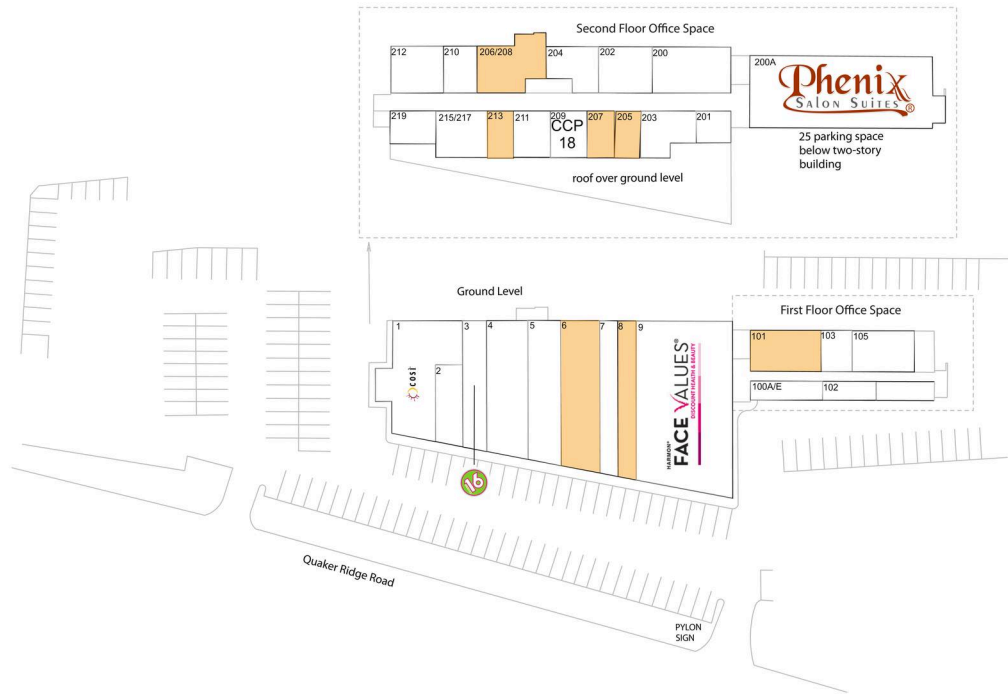 Second Floor Office Space
212
210
206/208
204
202
200
200A
Phenix
SALON SUITES®
219
215/217
213
211
209
CCP
18
207
205
203
201
25 parking space
below two-story
building
roof over ground level
Ground Level
First Floor Office Space
1
2
3
4
5
6
7
8
9
cosi
HARMON®
FACE VALUES®
DISCOUNT HEALTH & BEAUTY
101
103
105
100A/E
102
16
Quaker Ridge Road
PYLON
SIGN